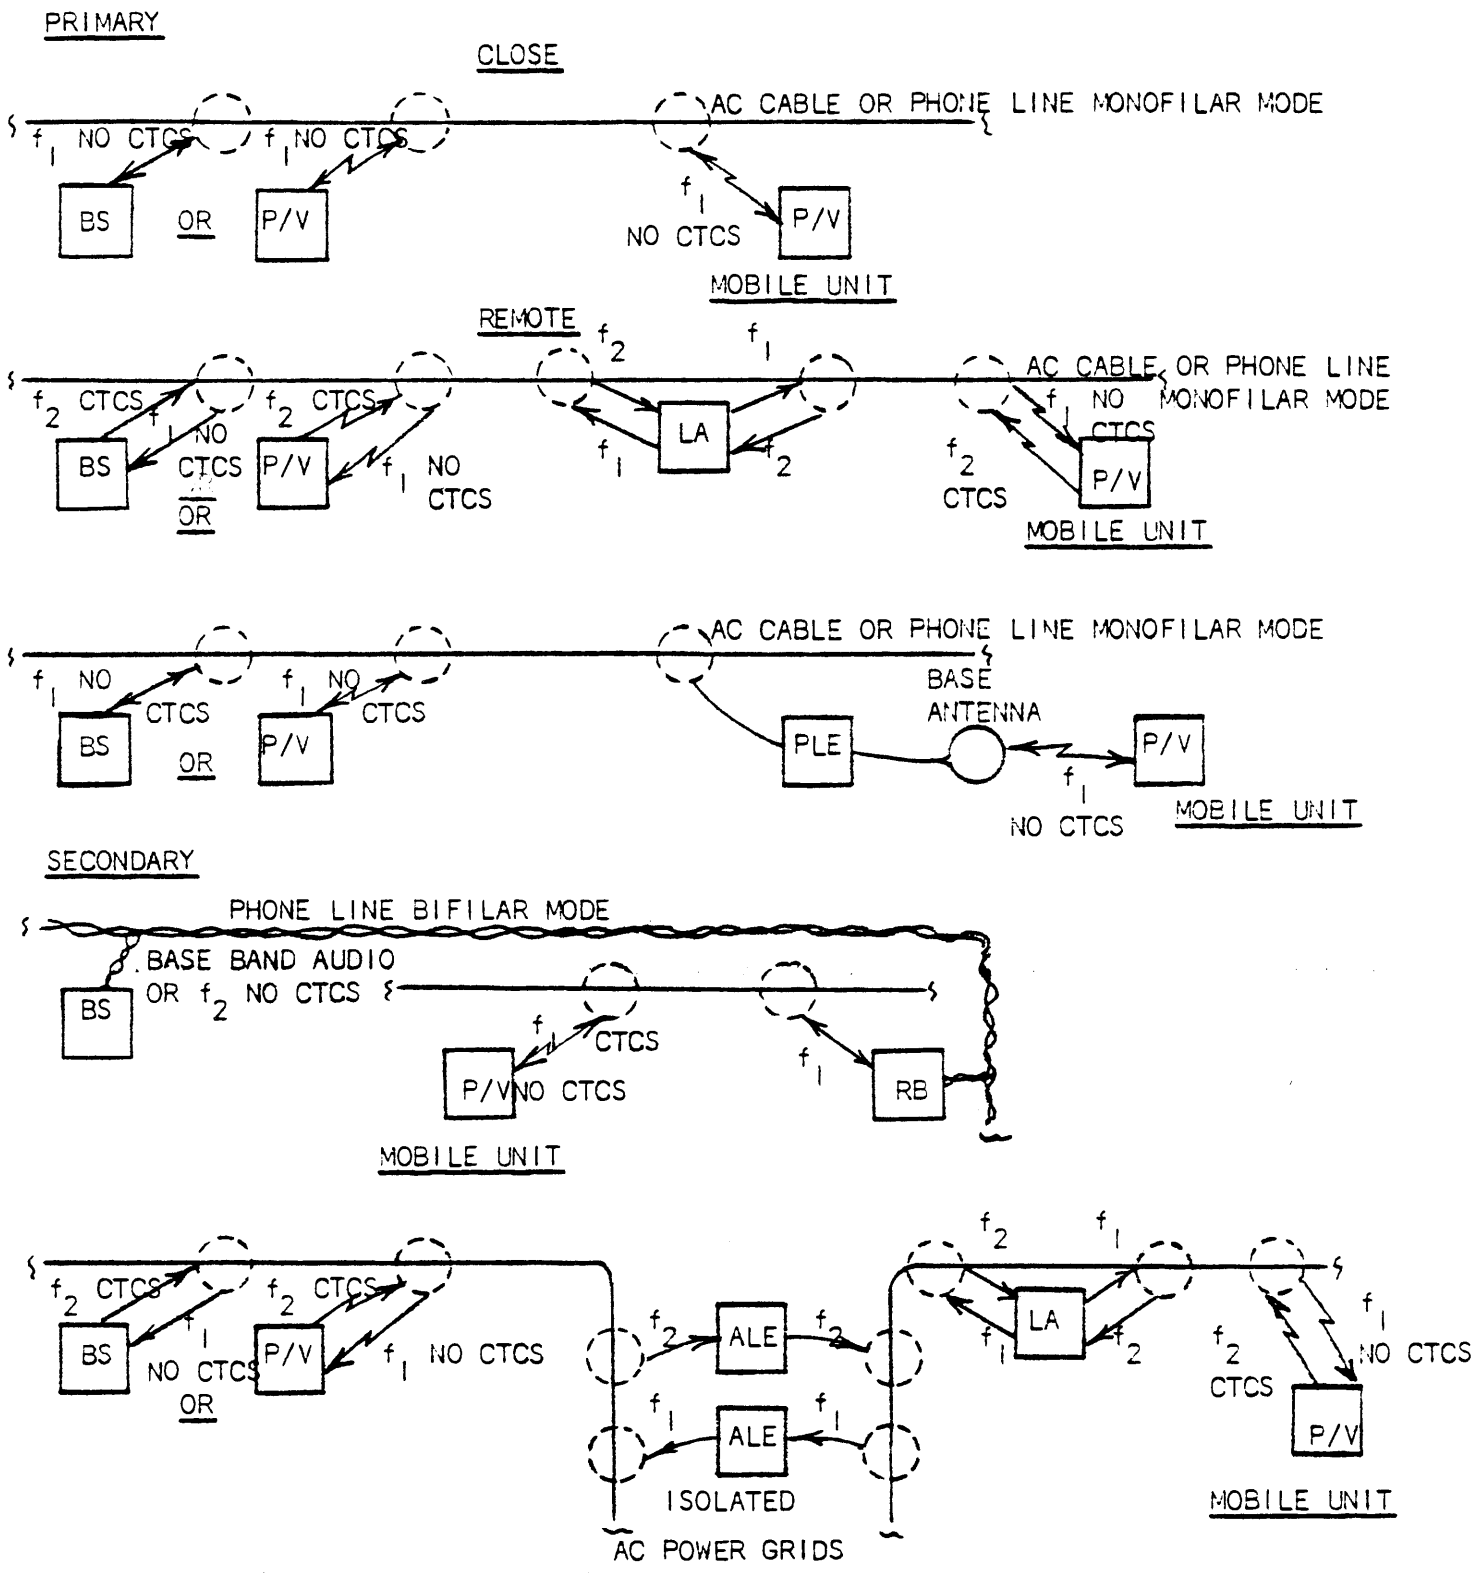 PRIMARY
CLOSE
AC CABLE OR PHONE LINE MONOFILAR MODE
f1 NO CTCS
f1 NO CTCS
BS
OR
P/V
f1
NO CTCS
P/V
MOBILE UNIT
REMOTE
f2
f1
AC CABLE OR PHONE LINE
MONOFILAR MODE
f2 CTCS
f1 NO
CTCS
BS
OR
f2 CTCS
P/V
f1 NO
CTCS
LA
f1
f2
f1 NO
CTCS
f2
CTCS
P/V
MOBILE UNIT
AC CABLE OR PHONE LINE MONOFILAR MODE
f1 NO
CTCS
BS
OR
f1 NO
CTCS
P/V
PLE
BASE
ANTENNA
f1
NO CTCS
P/V
MOBILE UNIT
SECONDARY
PHONE LINE BIFILAR MODE
BASE BAND AUDIO
OR f2 NO CTCS
BS
f1 CTCS
P/V NO CTCS
MOBILE UNIT
f1
RB
f2 CTCS
f1
NO CTCS
BS
OR
f2 CTCS
P/V
f1 NO CTCS
f2 ALE f2
f1 ALE f1
ISOLATED
AC POWER GRIDS
f2
f1
LA
f1
f2
f2
CTCS
f1
NO CTCS
P/V
MOBILE UNIT